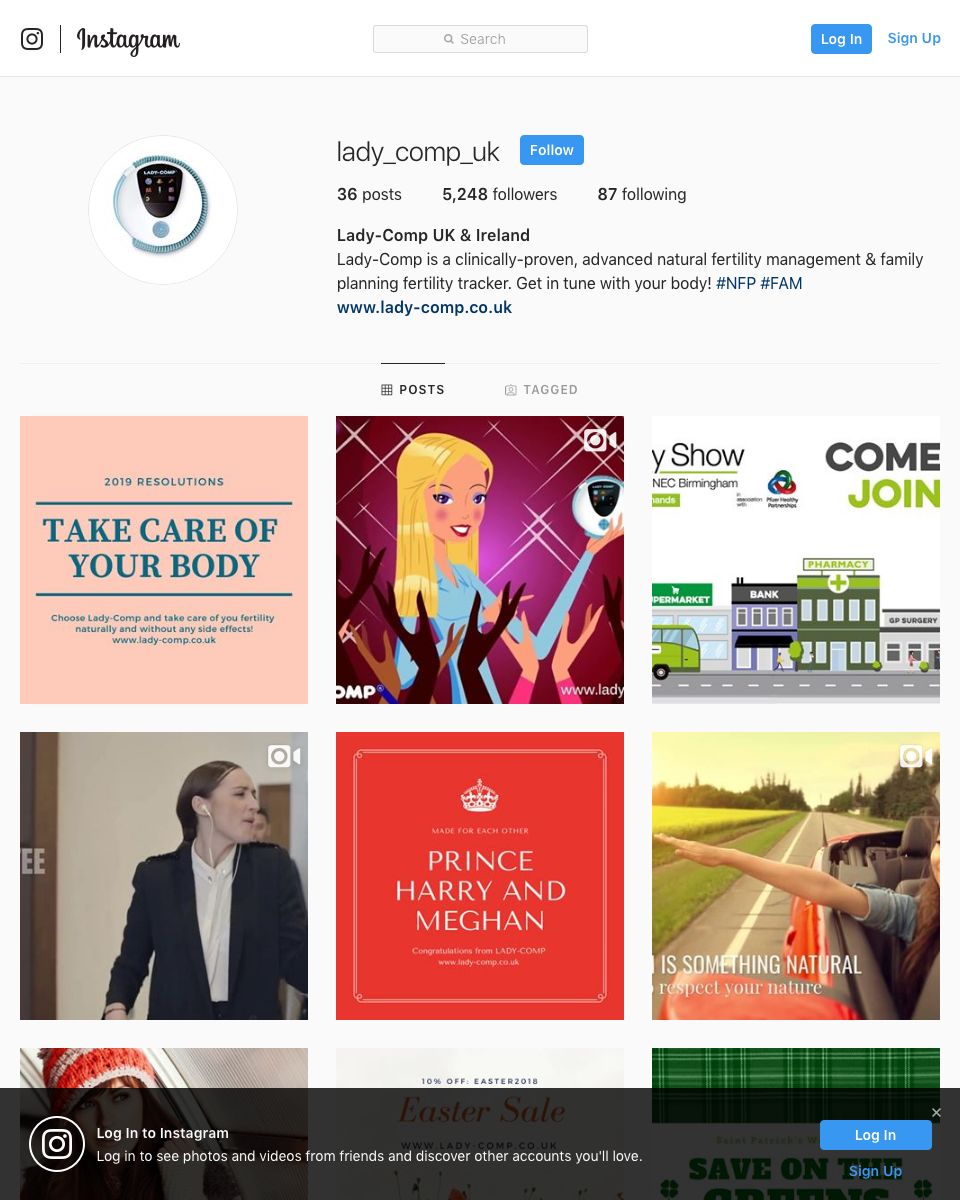 Instagram
Search
Log In
Sign Up
LADY-COMP
lady_comp_uk
Follow
36 posts
5,248 followers
87 following
Lady-Comp UK & Ireland
Lady-Comp is a clinically-proven, advanced natural fertility management & family
planning fertility tracker. Get in tune with your body! #NFP #FAM
www.lady-comp.co.uk
POSTS
TAGGED
2019 RESOLUTIONS
TAKE CARE OF
YOUR BODY
Choose Lady-Comp and take care of you fertility
naturally and without any side effects!
www.lady-comp.co.uk
OMP
www.lady
y Show
NEC Birmingham
hands
in association with
Pfizer Healthy
Partnerships
COME
JOIN
PHARMACY
PERMARKET
BANK
GP SURGERY
EE
MADE FOR EACH OTHER
PRINCE
HARRY AND
MEGHAN
Congratulations from LADY-COMP
www.lady-comp.co.uk
IS SOMETHING NATURAL
respect your nature
10% OFF: EASTER2018
Easter Sale
WWW.LADY-COMP.CO.UK
Saint Patrick's
SAVE ON THE
GREENS
Log In to Instagram
Log in to see photos and videos from friends and discover other accounts you'll love.
Log In
Sign Up